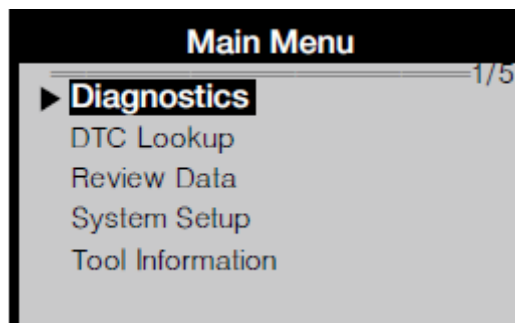 Main Menu
1/5
Diagnostics
DTC Lookup
Review Data
System Setup
Tool Information